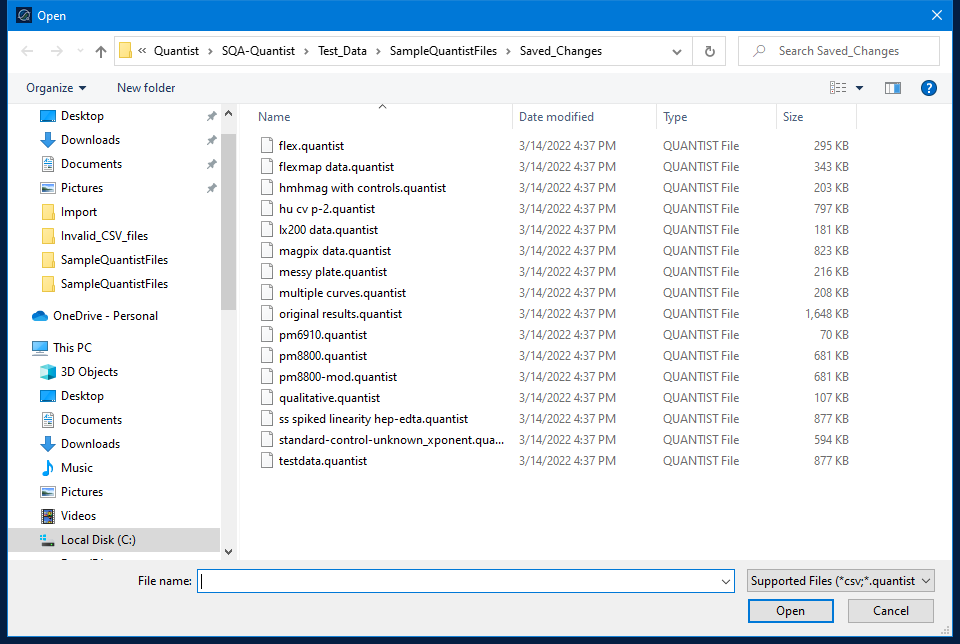 Open
« Quantist › SQA-Quantist › Test_Data › SampleQuantistFiles › Saved_Changes
Search Saved_Changes
Organize
New folder
Desktop
Downloads
Documents
Pictures
Import
Invalid_CSV_files
SampleQuantistFiles
SampleQuantistFiles
OneDrive - Personal
This PC
3D Objects
Desktop
Documents
Downloads
Music
Pictures
Videos
Local Disk (C:)
Name Date modified Type Size
flex.quantist 3/14/2022 4:37 PM QUANTIST File 295 KB
flexmap data.quantist 3/14/2022 4:37 PM QUANTIST File 343 KB
hmhmag with controls.quantist 3/14/2022 4:37 PM QUANTIST File 203 KB
hu cv p-2.quantist 3/14/2022 4:37 PM QUANTIST File 797 KB
lx200 data.quantist 3/14/2022 4:37 PM QUANTIST File 181 KB
magpix data.quantist 3/14/2022 4:37 PM QUANTIST File 823 KB
messy plate.quantist 3/14/2022 4:37 PM QUANTIST File 216 KB
multiple curves.quantist 3/14/2022 4:37 PM QUANTIST File 208 KB
original results.quantist 3/14/2022 4:37 PM QUANTIST File 1,648 KB
pm6910.quantist 3/14/2022 4:37 PM QUANTIST File 70 KB
pm8800.quantist 3/14/2022 4:37 PM QUANTIST File 681 KB
pm8800-mod.quantist 3/14/2022 4:37 PM QUANTIST File 681 KB
qualitative.quantist 3/14/2022 4:37 PM QUANTIST File 107 KB
ss spiked linearity hep-edta.quantist 3/14/2022 4:37 PM QUANTIST File 877 KB
standard-control-unknown_xponent.qua... 3/14/2022 4:37 PM QUANTIST File 594 KB
testdata.quantist 3/14/2022 4:37 PM QUANTIST File 877 KB
File name:
Supported Files (*csv;*.quantist
Open
Cancel